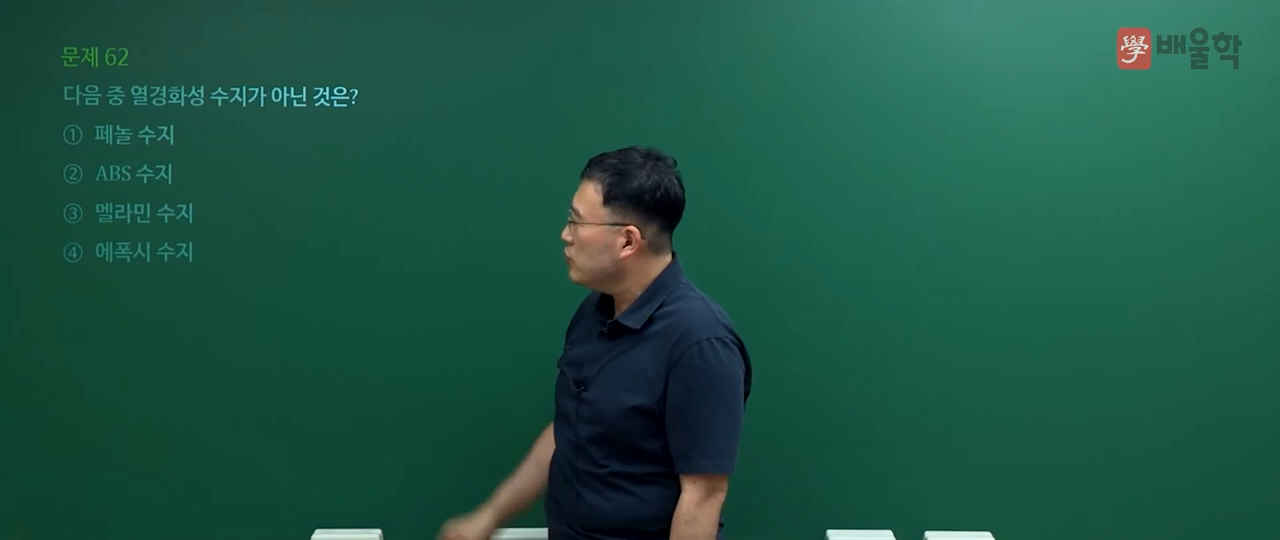 學 배울학
문제 62
다음 중 열경화성 수지가 아닌 것은?
① 페놀 수지
② ABS 수지
③ 멜라민 수지
④ 에폭시 수지